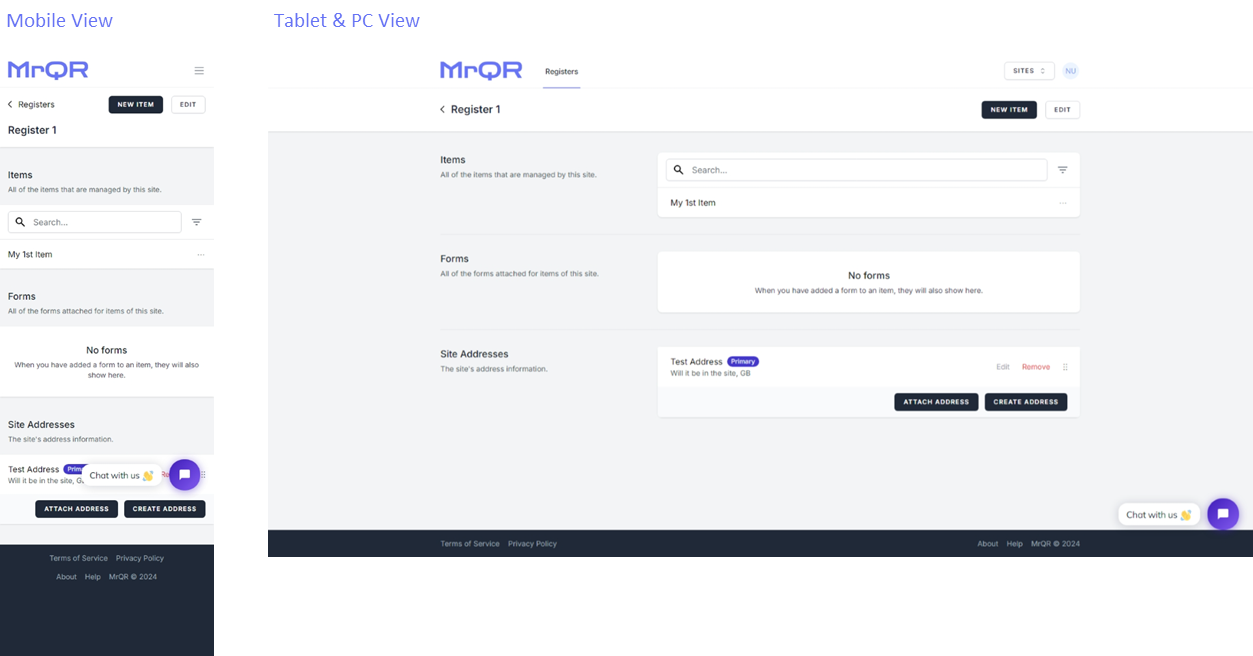 Mobile View
MrQR
Registers
NEW ITEM
EDIT
Register 1
Items
All of the items that are managed by this site.
Search...
My 1st Item
Forms
All of the forms attached for items of this site.
No forms
When you have added a form to an item, they will also
show here.
Site Addresses
The site's address information.
Test Address
Will it be in the site,
Chat with us 👋
ATTACH ADDRESS
CREATE ADDRESS
Terms of Service Privacy Policy
About Help MrQR © 2024
Tablet & PC View
MrQR
Registers
SITES
NU
Register 1
NEW ITEM
EDIT
Items
All of the items that are managed by this site.
Search...
My 1st Item
Forms
All of the forms attached for items of this site.
No forms
When you have added a form to an item, they will also show here.
Site Addresses
The site's address information.
Test Address Primary
Will it be in the site, GB
Edit Remove
ATTACH ADDRESS
CREATE ADDRESS
Chat with us 👋
Terms of Service Privacy Policy
About Help MrQR © 2024